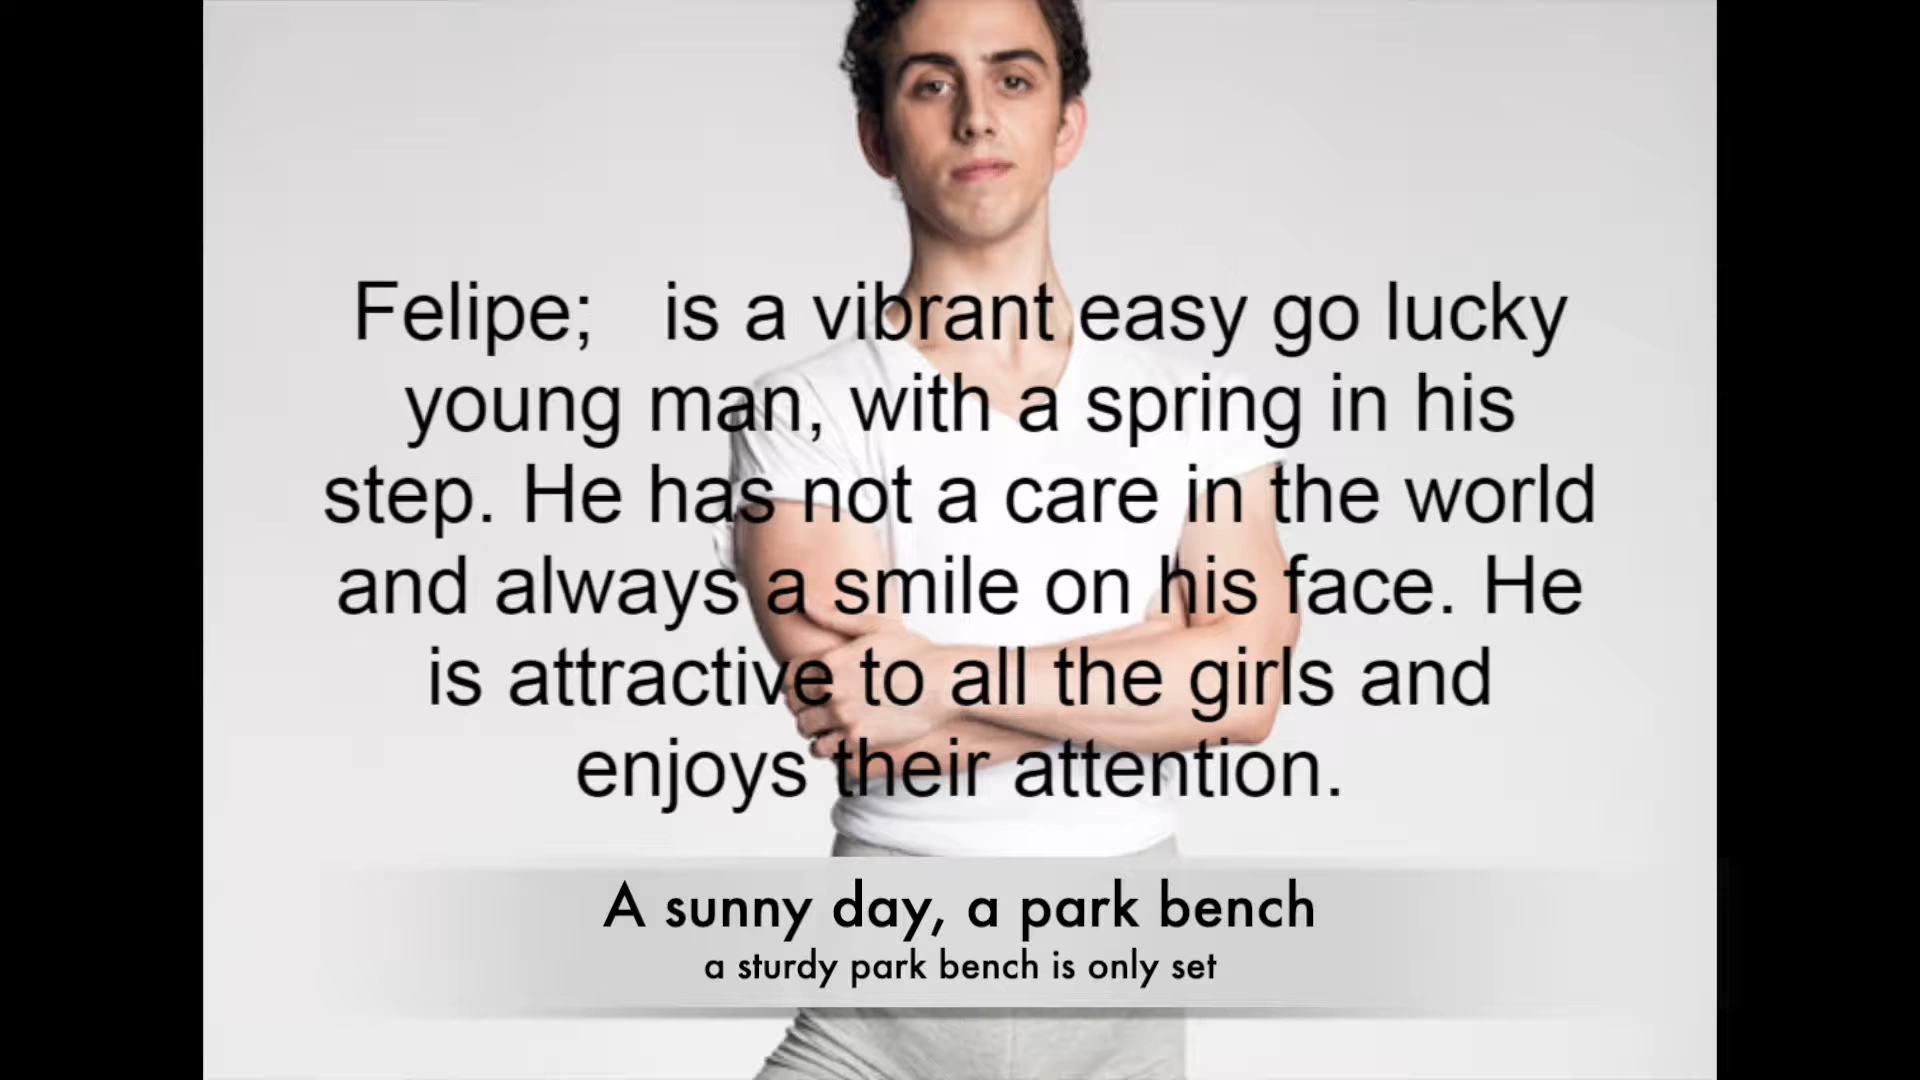 Felipe;   is a vibrant easy go lucky
young man, with a spring in his
step. He has not a care in the world
and always a smile on his face. He
is attractive to all the girls and
enjoys their attention.
A sunny day, a park bench
a sturdy park bench is only set